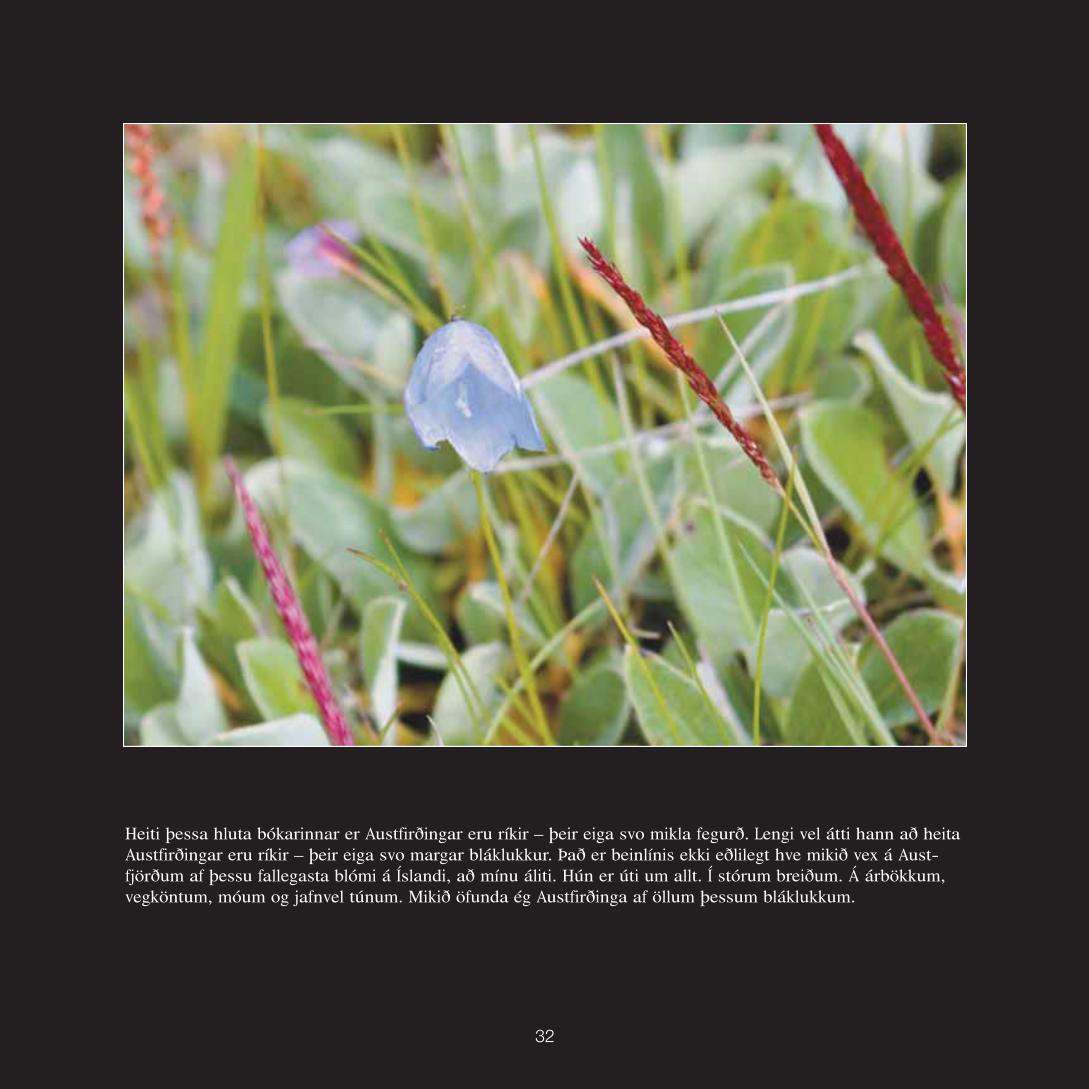 Heiti þessa hluta bókarinnar er Austfirðingar eru ríkir – þeir eiga svo mikla fegurð. Lengi vel átti hann að heita
Austfirðingar eru ríkir – þeir eiga svo margar bláklukkur. Það er beinlínis ekki eðlilegt hve mikið vex á Aust-
fjörðum af þessu fallegasta blómi á Íslandi, að mínu áliti. Hún er úti um allt. Í stórum breiðum. Á árbökkum,
vegköntum, móum og jafnvel túnum. Mikið öfunda ég Austfirðinga af öllum þessum bláklukkum.
32